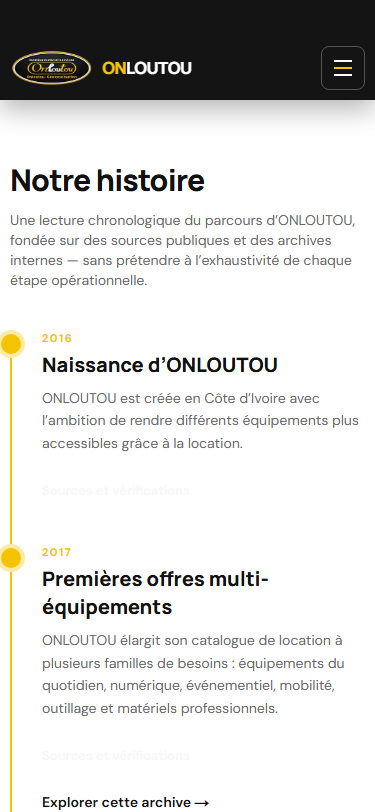 Onloutou
ONLOUTOU
Notre histoire
Une lecture chronologique du parcours d’ONLOUTOU,
fondée sur des sources publiques et des archives
internes — sans prétendre à l’exhaustivité de chaque
étape opérationnelle.
2016
Naissance d’ONLOUTOU
ONLOUTOU est créée en Côte d’Ivoire avec
l’ambition de rendre différents équipements plus
accessibles grâce à la location.
Sources et vérifications
2017
Premières offres multi-
équipements
ONLOUTOU élargit son catalogue de location à
plusieurs familles de besoins : équipements du
quotidien, numérique, événementiel, mobilité,
outillage et matériels professionnels.
Sources et vérifications
Explorer cette archive →